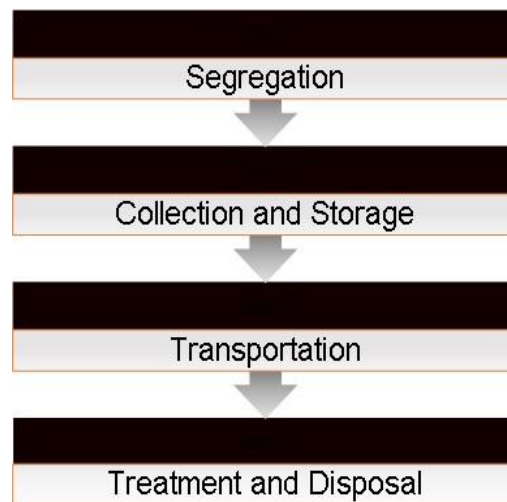 Segregation
Collection and Storage
Transportation
Treatment and Disposal